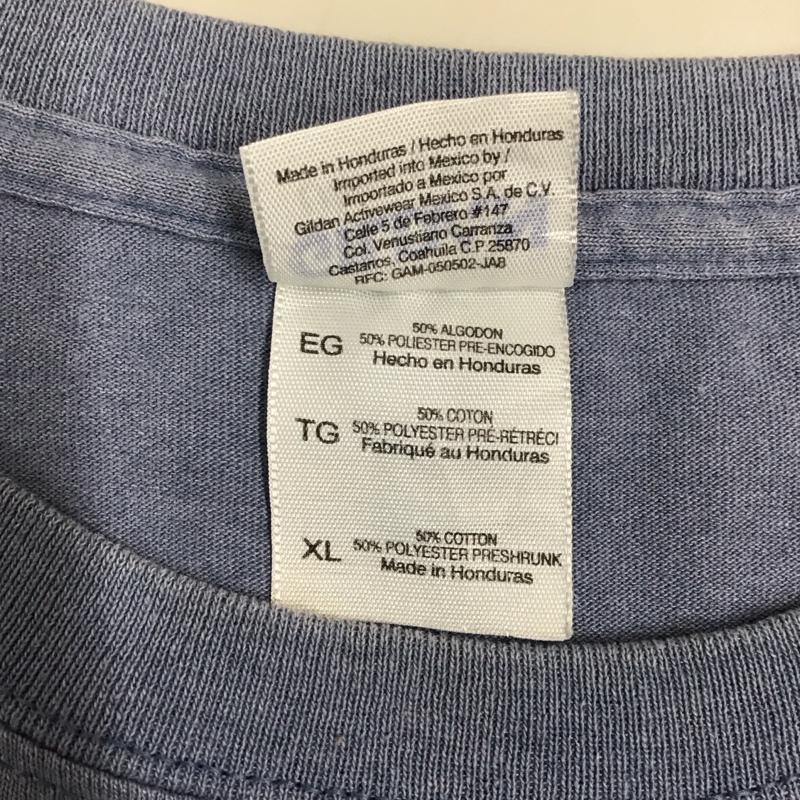 Made in Honduras / Hecho en Honduras
Imported into Mexico by /
Importado a Mexico por
Gildan Activewear Mexico S.A. de C.V.
Calle 5 de Febrero #147
Col. Venustiano Carranza
Castanos, Coahuila C.P. 25870
RFC: GAM-050502-JA8
EG
50% ALGODON
50% POLIESTER PRE-ENCOGIDO
Hecho en Honduras
TG
50% COTON
50% POLYESTER PRÉ-RÉTRÉCI
Fabriqué au Honduras
XL
50% COTTON
50% POLYESTER PRESHRUNK
Made in Honduras